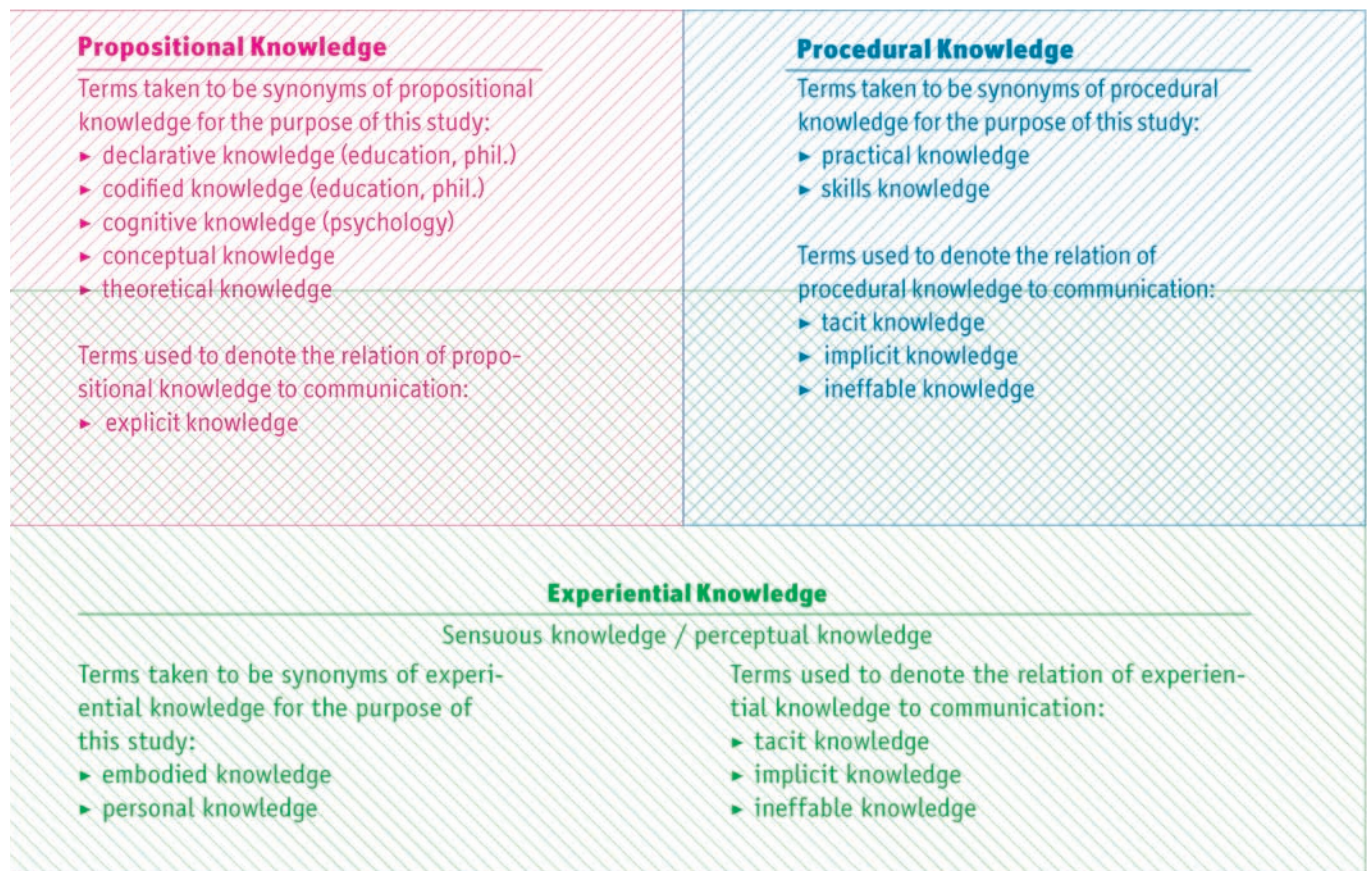 Propositional Knowledge
Terms taken to be synonyms of propositional
knowledge for the purpose of this study:
► declarative knowledge (education, phil.)
► codified knowledge (education, phil.)
► cognitive knowledge (psychology)
► conceptual knowledge
► theoretical knowledge
Terms used to denote the relation of propo-
sitional knowledge to communication:
► explicit knowledge
Procedural Knowledge
Terms taken to be synonyms of procedural
knowledge for the purpose of this study:
► practical knowledge
► skills knowledge
Terms used to denote the relation of
procedural knowledge to communication:
► tacit knowledge
► implicit knowledge
► ineffable knowledge
Experiential Knowledge
Sensuous knowledge / perceptual knowledge
Terms taken to be synonyms of experi-
ential knowledge for the purpose of
this study:
► embodied knowledge
► personal knowledge
Terms used to denote the relation of experien-
tial knowledge to communication:
► tacit knowledge
► implicit knowledge
► ineffable knowledge